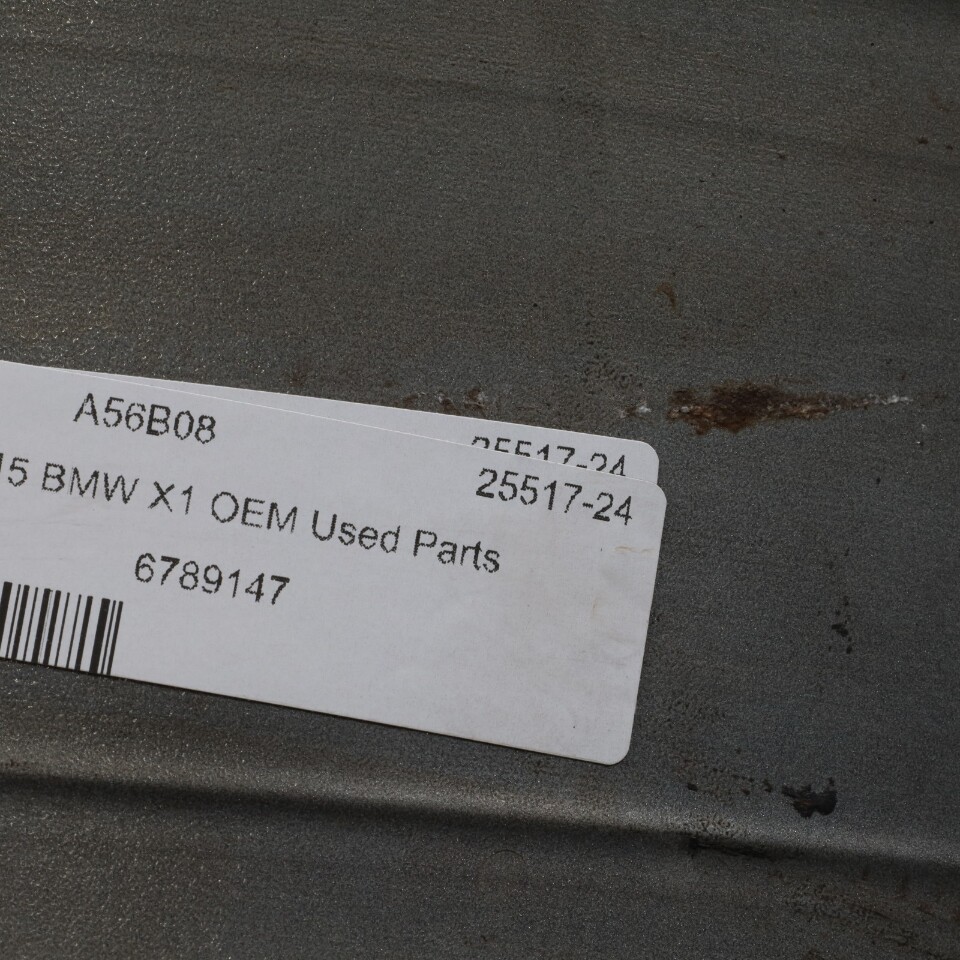 A56B08
25517-24
25517-24
15 BMW X1 OEM Used Parts
6789147